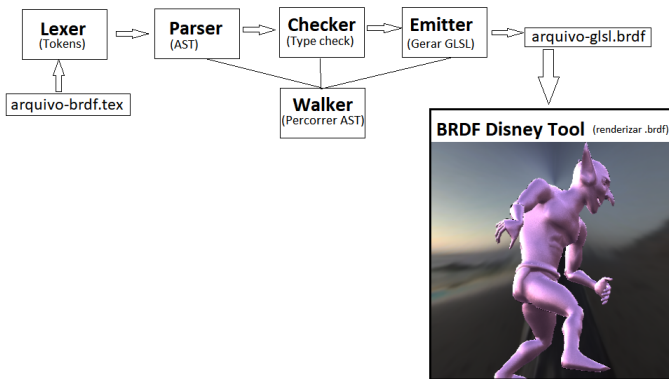 Lexer
(Tokens)
Parser
(AST)
Checker
(Type check)
Emitter
(Gerar GLSL)
arquivo-glsl.brdf
arquivo-brdf.tex
Walker
(Percorrer AST)
BRDF Disney Tool (renderizar .brdf)